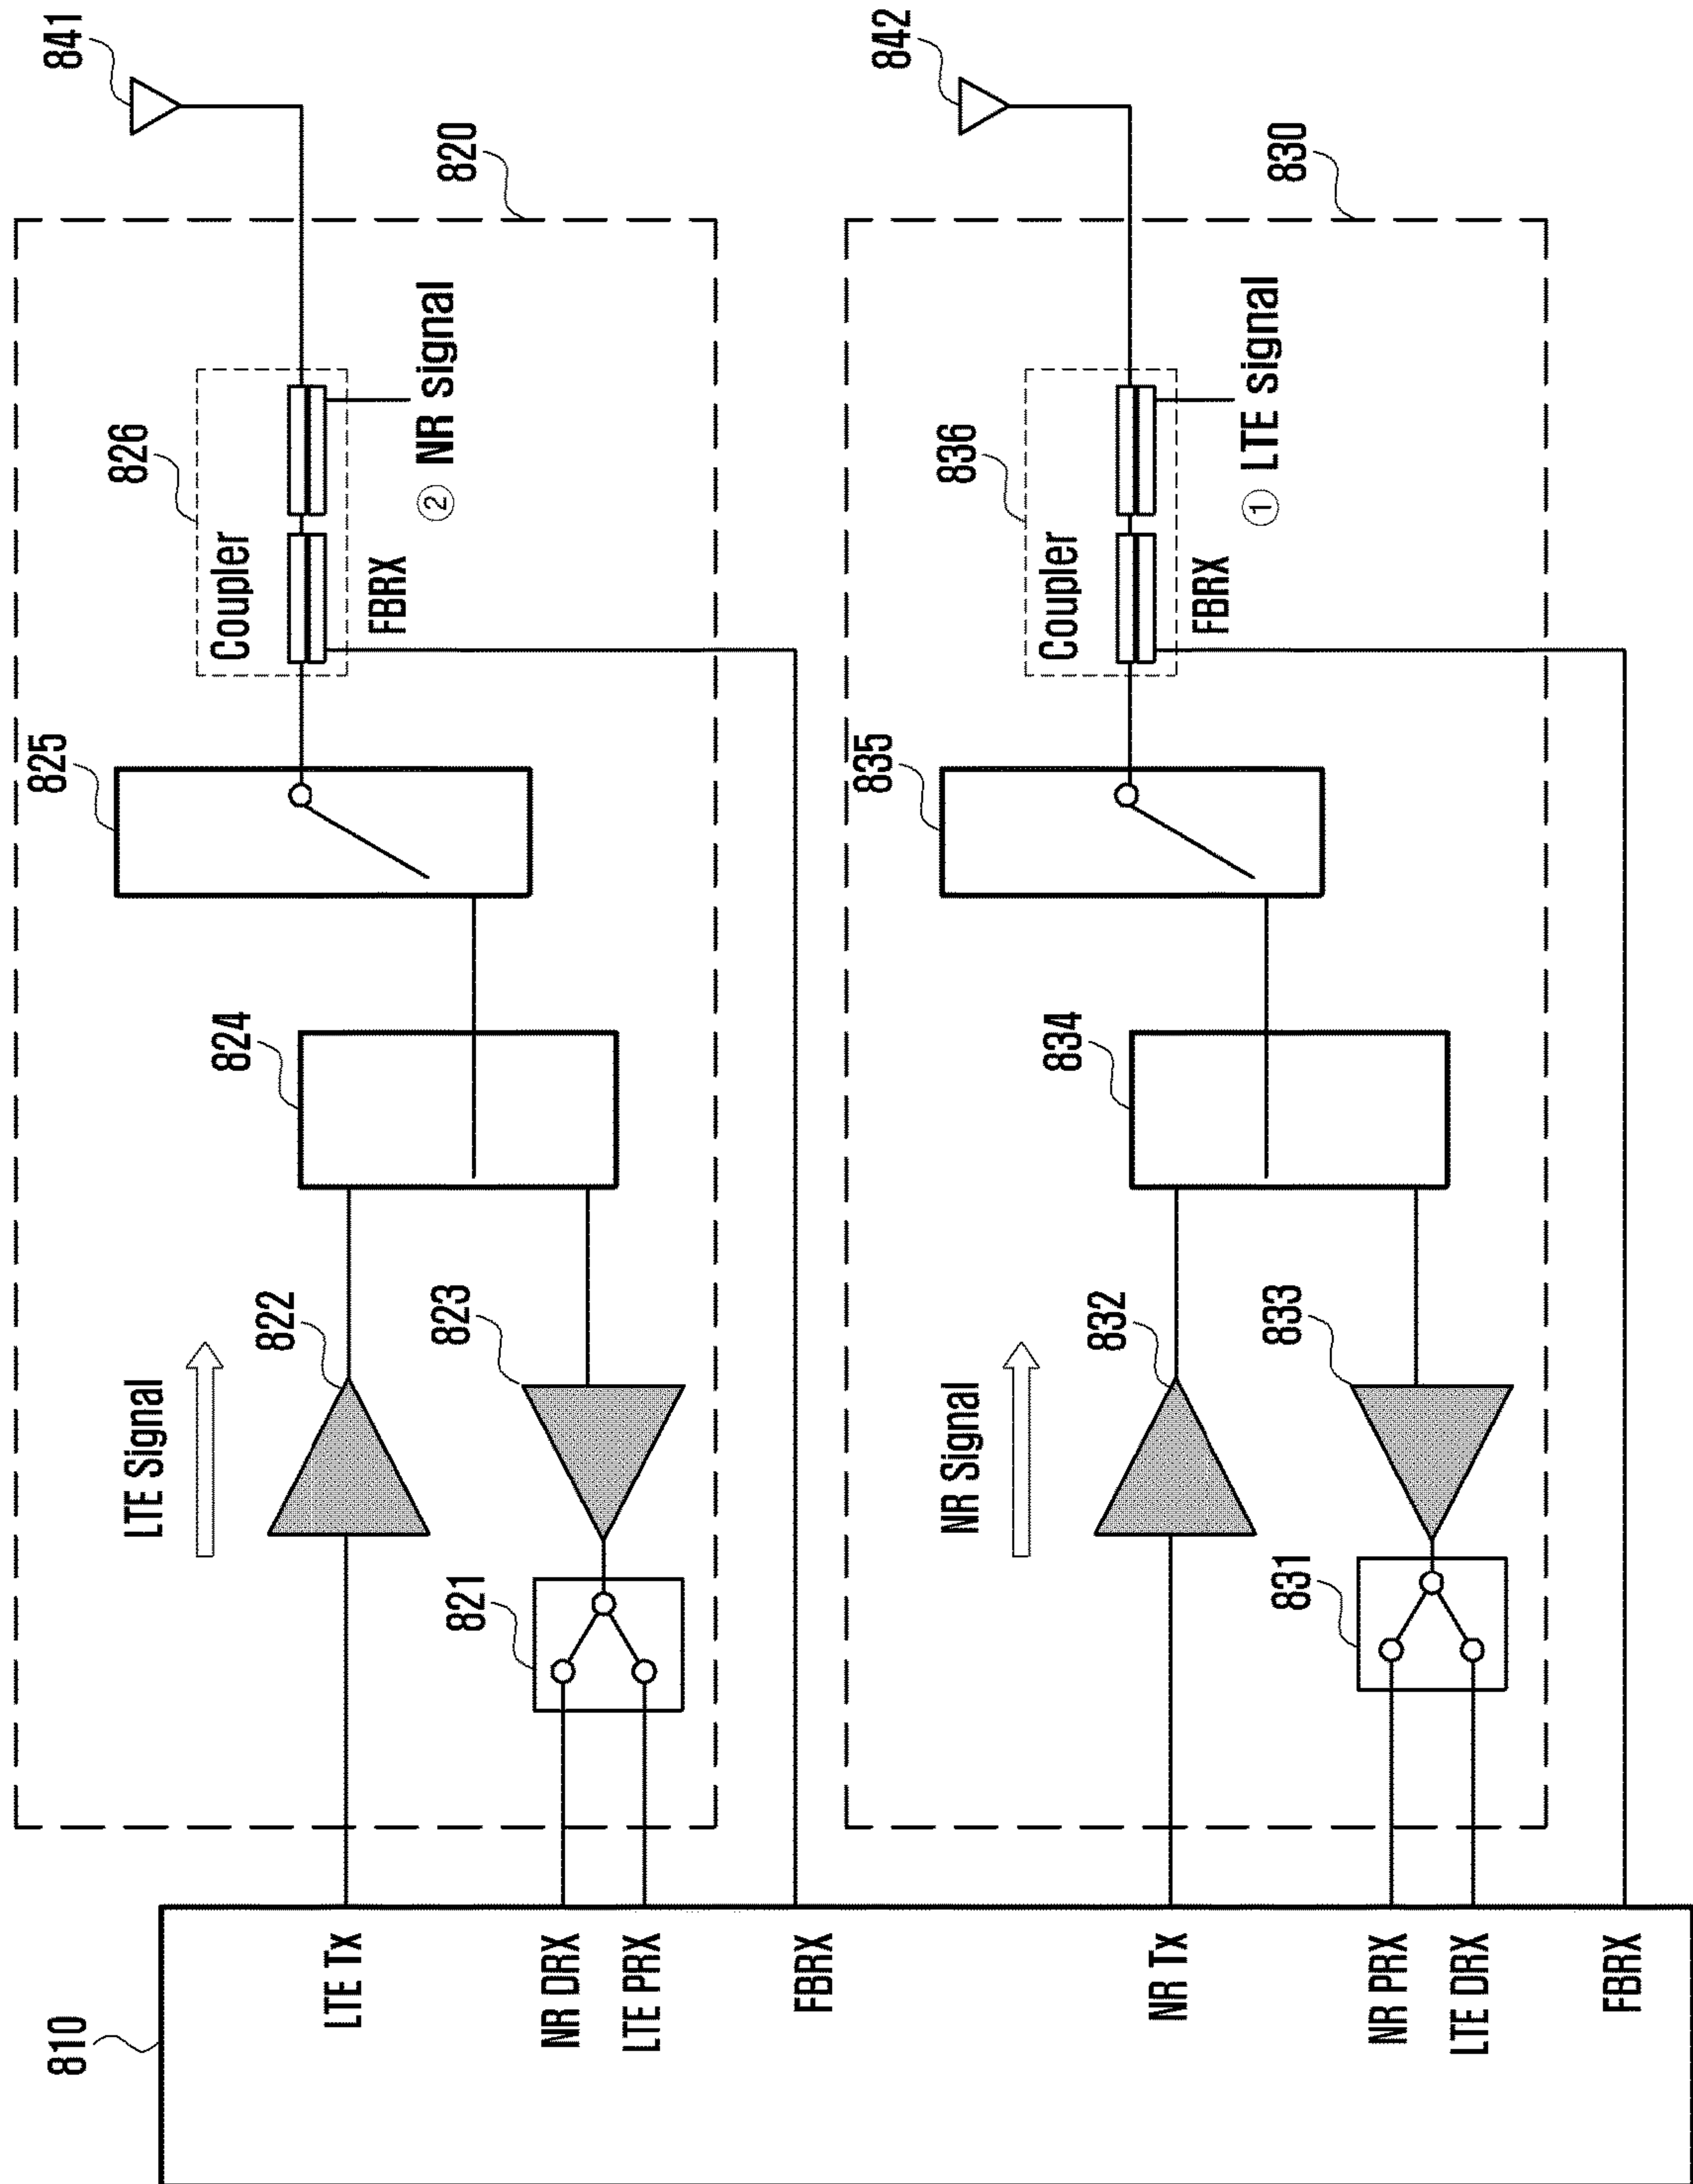 841
820
826
Coupler
② NR signal
FBRX
825
824
LTE Signal
822
823
821
842
830
836
Coupler
① LTE signal
FBRX
835
834
NR Signal
832
833
831
810
LTE Tx
NR DRX
LTE PRX
FBRX
NR Tx
NR PRX
LTE DRX
FBRX